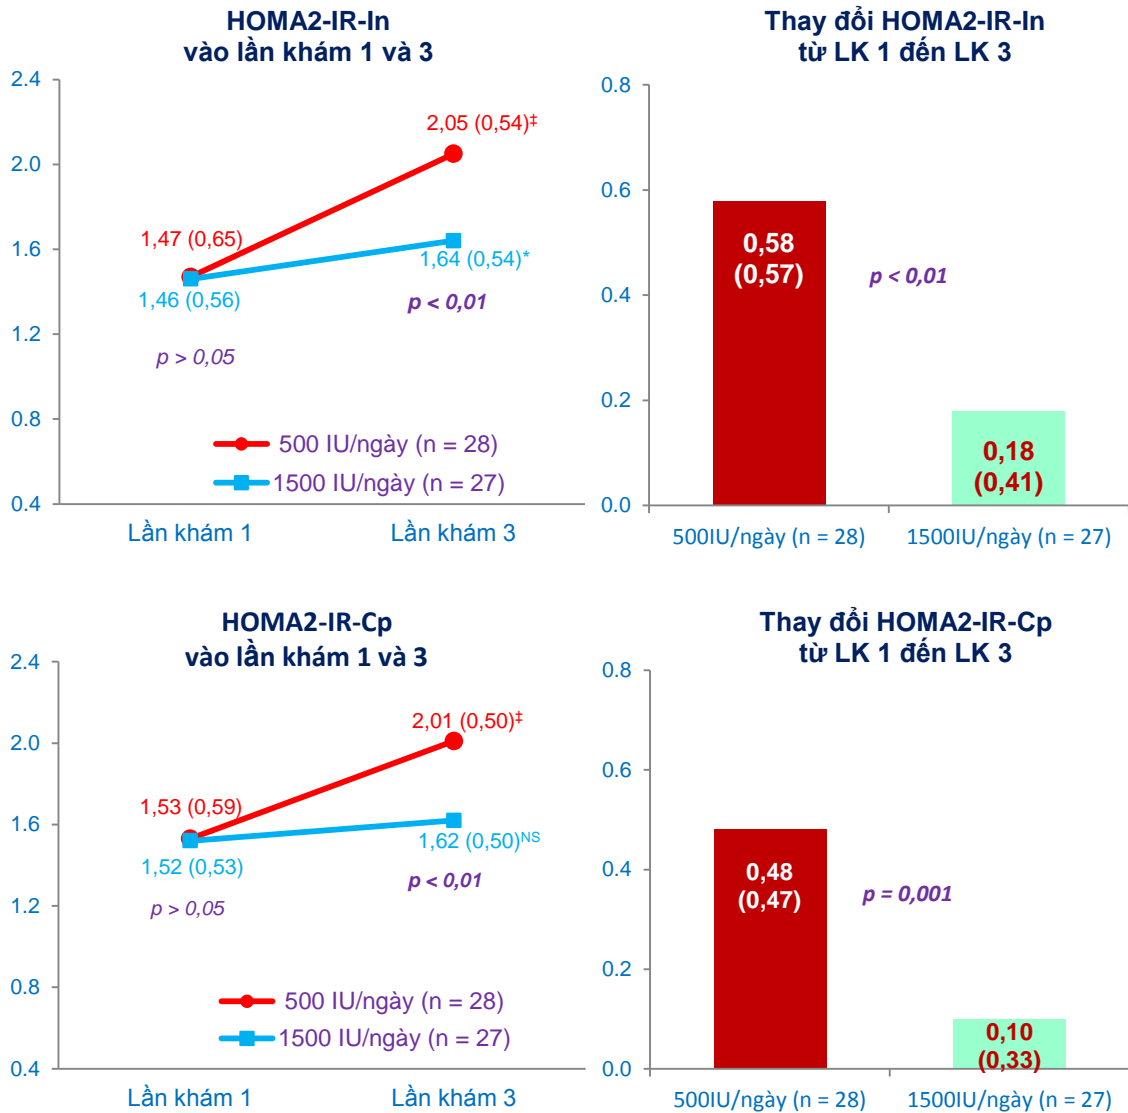 HOMA2-IR-In
vào lần khám 1 và 3
2.4
2.0
1.6
1.2
0.8
0.4
2,05 (0,54)‡
1,47 (0,65)
1,64 (0,54)*
1,46 (0,56)
p < 0,01
p > 0,05
500 IU/ngày (n = 28)
1500 IU/ngày (n = 27)
Lần khám 1
Lần khám 3
Thay đổi HOMA2-IR-In
từ LK 1 đến LK 3
0.8
0.6
0.4
0.2
0.0
0,58
(0,57)
p < 0,01
0,18
(0,41)
500IU/ngày (n = 28)
1500IU/ngày (n = 27)
HOMA2-IR-Cp
vào lần khám 1 và 3
2.4
2.0
1.6
1.2
0.8
0.4
2,01 (0,50)‡
1,53 (0,59)
1,62 (0,50)NS
1,52 (0,53)
p < 0,01
p > 0,05
500 IU/ngày (n = 28)
1500 IU/ngày (n = 27)
Lần khám 1
Lần khám 3
Thay đổi HOMA2-IR-Cp
từ LK 1 đến LK 3
0.8
0.6
0.4
0.2
0.0
0,48
(0,47)
p = 0,001
0,10
(0,33)
500IU/ngày (n = 28)
1500IU/ngày (n = 27)